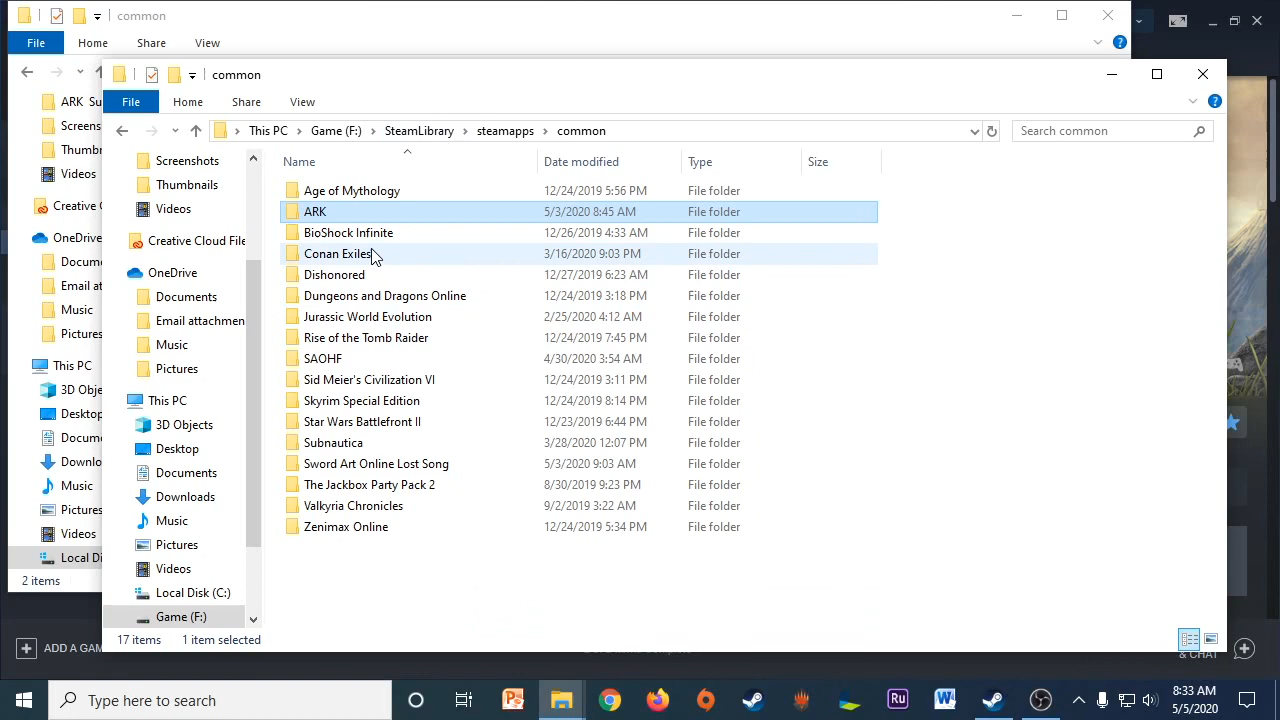 common
File Home Share View
common
File Home Share View
This PC Game (F:) SteamLibrary steamapps common
Search common
ARK Su
Screens
Thumbn
Videos
Creative C
OneDrive
Docum
Email at
Music
Pictures
This PC
3D Obje
Desktop
Docum
Downlo
Music
Pictures
Videos
Local Di
2 items
Screenshots
Thumbnails
Videos
Creative Cloud File
OneDrive
Documents
Email attachmen
Music
Pictures
This PC
3D Objects
Desktop
Documents
Downloads
Music
Pictures
Videos
Local Disk (C:)
Game (F:)
Name Date modified Type Size
Age of Mythology 12/24/2019 5:56 PM File folder
ARK 5/3/2020 8:45 AM File folder
BioShock Infinite 12/26/2019 4:33 AM File folder
Conan Exiles 3/16/2020 9:03 PM File folder
Dishonored 12/27/2019 6:23 AM File folder
Dungeons and Dragons Online 12/24/2019 3:18 PM File folder
Jurassic World Evolution 2/25/2020 4:12 AM File folder
Rise of the Tomb Raider 12/24/2019 7:45 PM File folder
SAOHF 4/30/2020 3:54 AM File folder
Sid Meier's Civilization VI 12/24/2019 3:11 PM File folder
Skyrim Special Edition 12/24/2019 8:14 PM File folder
Star Wars Battlefront II 12/23/2019 6:44 PM File folder
Subnautica 3/28/2020 12:07 PM File folder
Sword Art Online Lost Song 5/3/2020 9:03 AM File folder
The Jackbox Party Pack 2 8/30/2019 9:23 PM File folder
Valkyria Chronicles 9/2/2019 3:22 AM File folder
Zenimax Online 12/24/2019 5:34 PM File folder
17 items 1 item selected
ADD A GAM
& CHAT
Type here to search
Ru
8:33 AM
5/5/2020